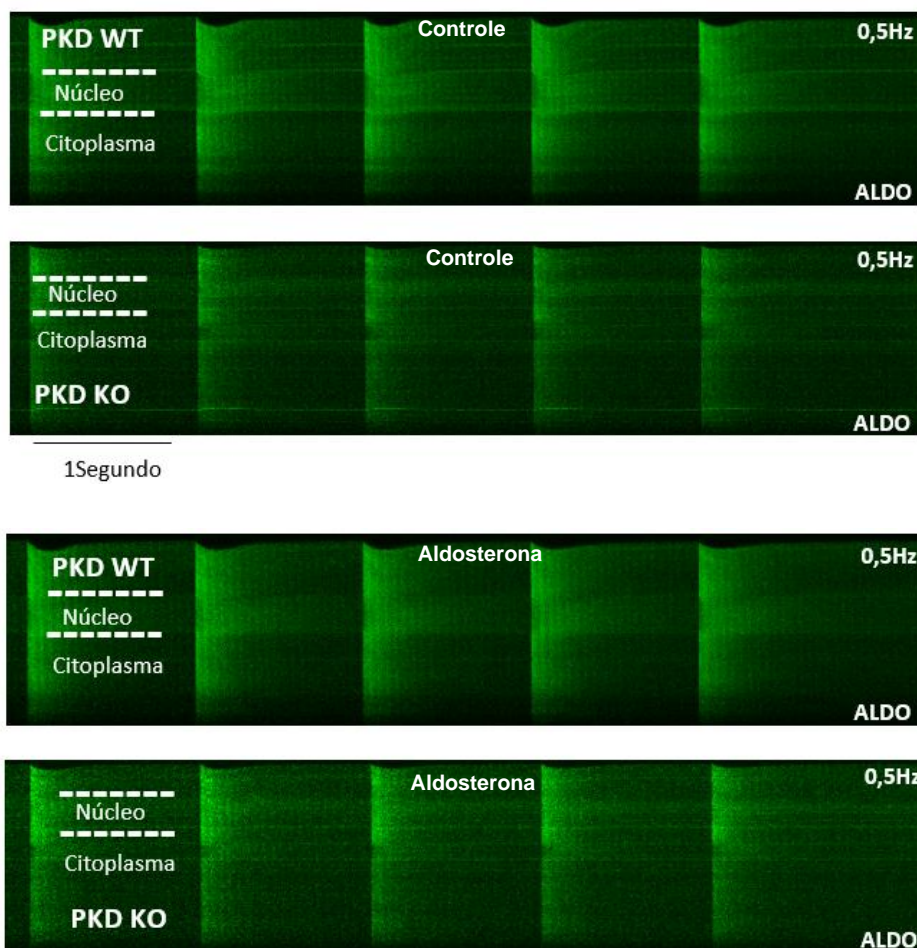 PKD WT
Controle
0,5Hz
Núcleo
Citoplasma
ALDO
Controle
0,5Hz
Núcleo
Citoplasma
PKD KO
ALDO
1Segundo
Aldosterona
0,5Hz
PKD WT
Núcleo
Citoplasma
ALDO
Aldosterona
0,5Hz
Núcleo
Citoplasma
PKD KO
ALDO